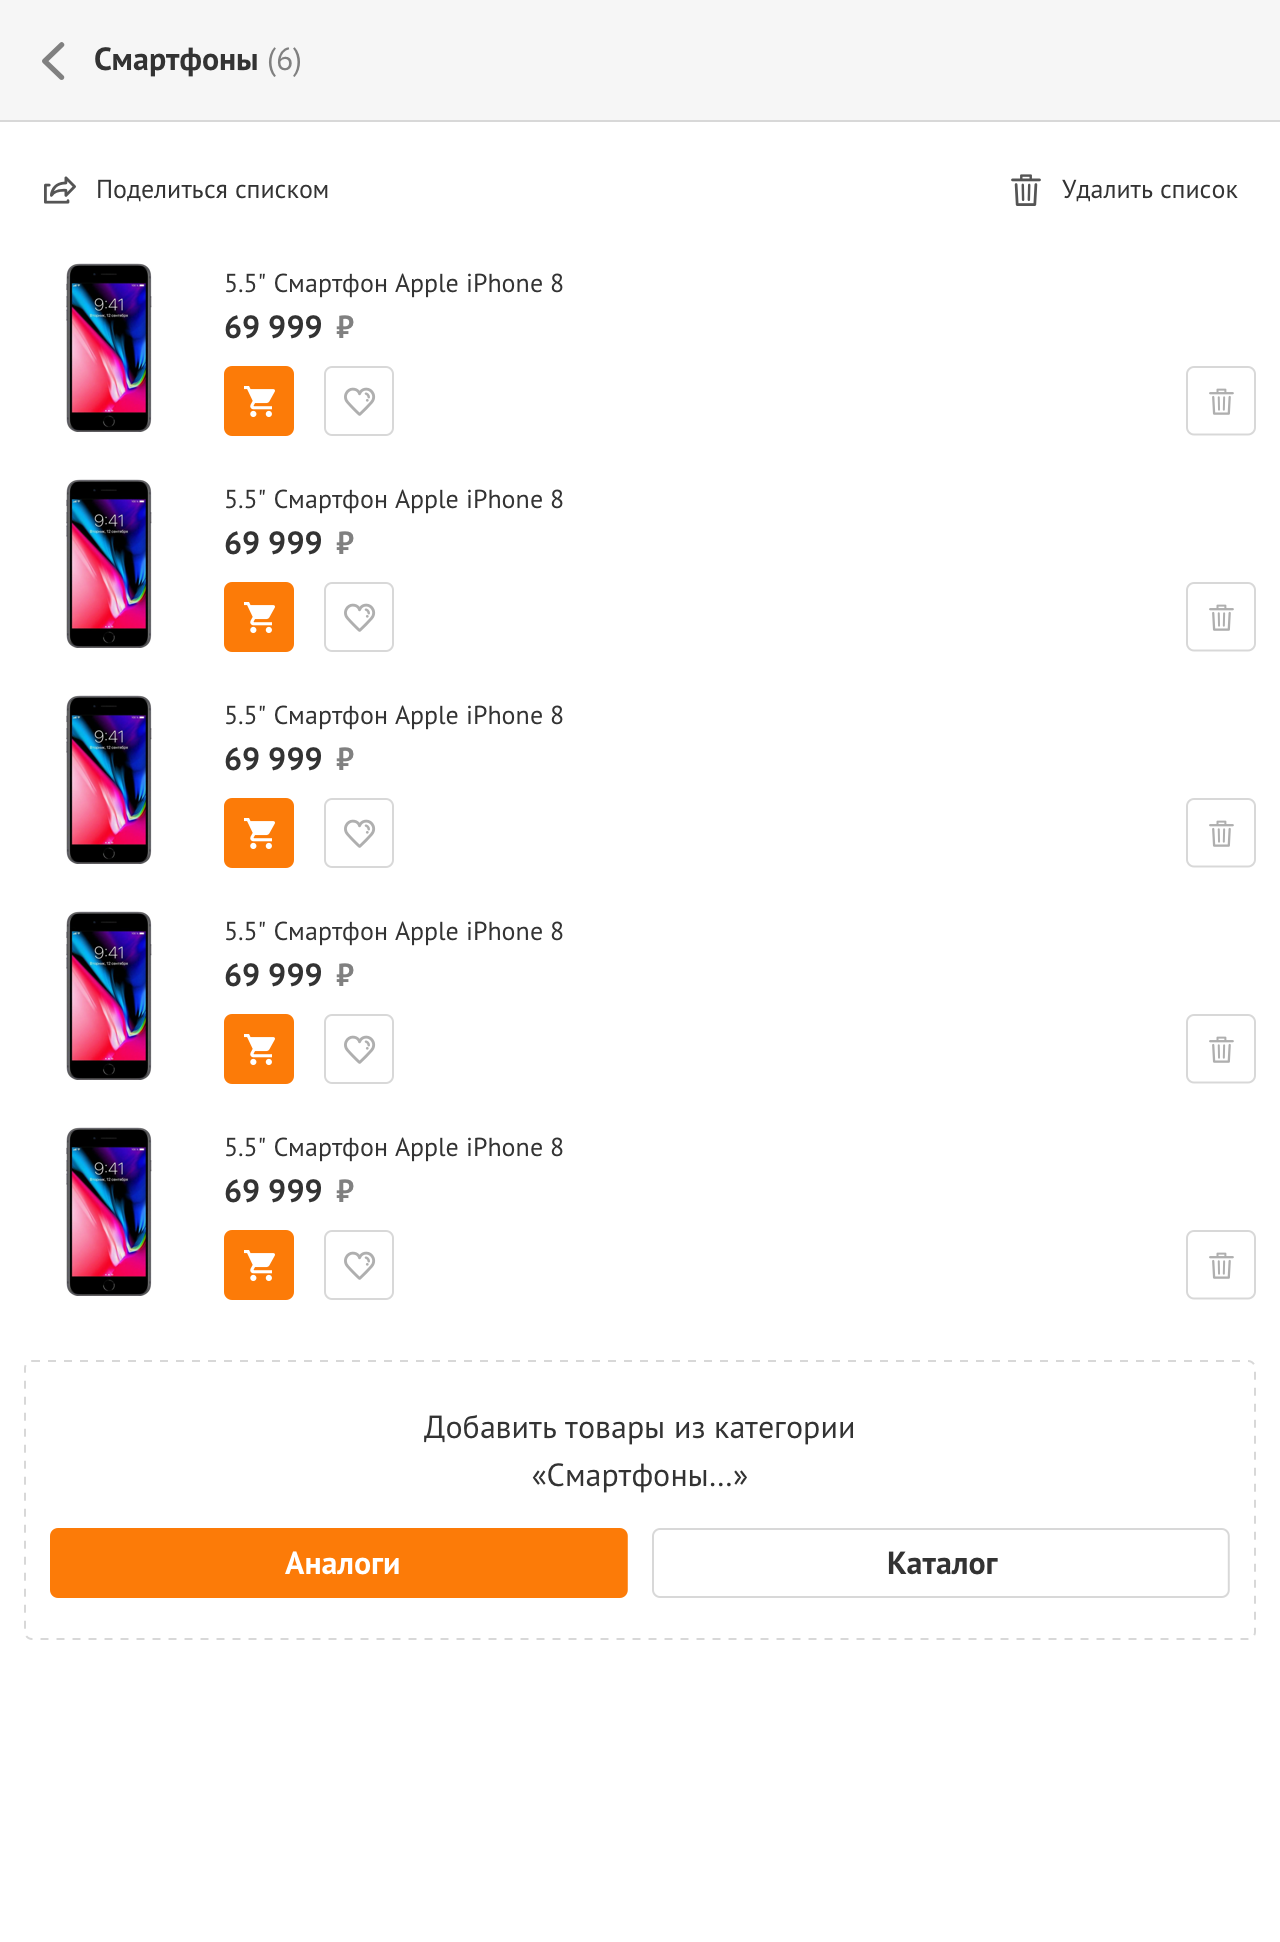 Смартфоны (6)
Поделиться списком
Удалить список
9:41
5.5" Смартфон Apple iPhone 8
69 999 ₽
9:41
5.5" Смартфон Apple iPhone 8
69 999 ₽
9:41
5.5" Смартфон Apple iPhone 8
69 999 ₽
9:41
5.5" Смартфон Apple iPhone 8
69 999 ₽
9:41
5.5" Смартфон Apple iPhone 8
69 999 ₽
Добавить товары из категории
«Смартфоны...»
Аналоги
Каталог